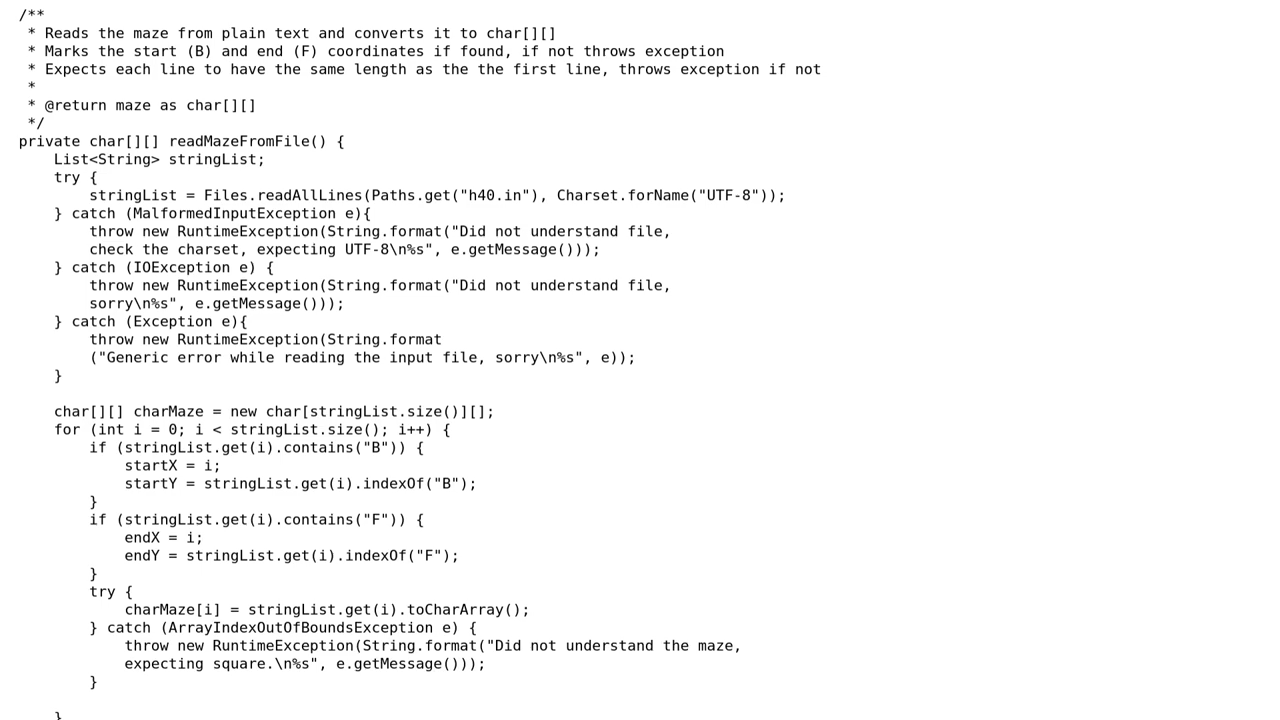 /**
 * Reads the maze from plain text and converts it to char[][]
 * Marks the start (B) and end (F) coordinates if found, if not throws exception
 * Expects each line to have the same length as the the first line, throws exception if not
 *
 * @return maze as char[][]
 */
private char[][] readMazeFromFile() {
    List<String> stringList;
    try {
        stringList = Files.readAllLines(Paths.get("h40.in"), Charset.forName("UTF-8"));
    } catch (MalformedInputException e){
        throw new RuntimeException(String.format("Did not understand file,
        check the charset, expecting UTF-8\n%s", e.getMessage()));
    } catch (IOException e) {
        throw new RuntimeException(String.format("Did not understand file,
        sorry\n%s", e.getMessage()));
    } catch (Exception e){
        throw new RuntimeException(String.format
        ("Generic error while reading the input file, sorry\n%s", e));
    }

    char[][] charMaze = new char[stringList.size()][];
    for (int i = 0; i < stringList.size(); i++) {
        if (stringList.get(i).contains("B")) {
            startX = i;
            startY = stringList.get(i).indexOf("B");
        }
        if (stringList.get(i).contains("F")) {
            endX = i;
            endY = stringList.get(i).indexOf("F");
        }
        try {
            charMaze[i] = stringList.get(i).toCharArray();
        } catch (ArrayIndexOutOfBoundsException e) {
            throw new RuntimeException(String.format("Did not understand the maze,
            expecting square.\n%s", e.getMessage()));
        }

    }